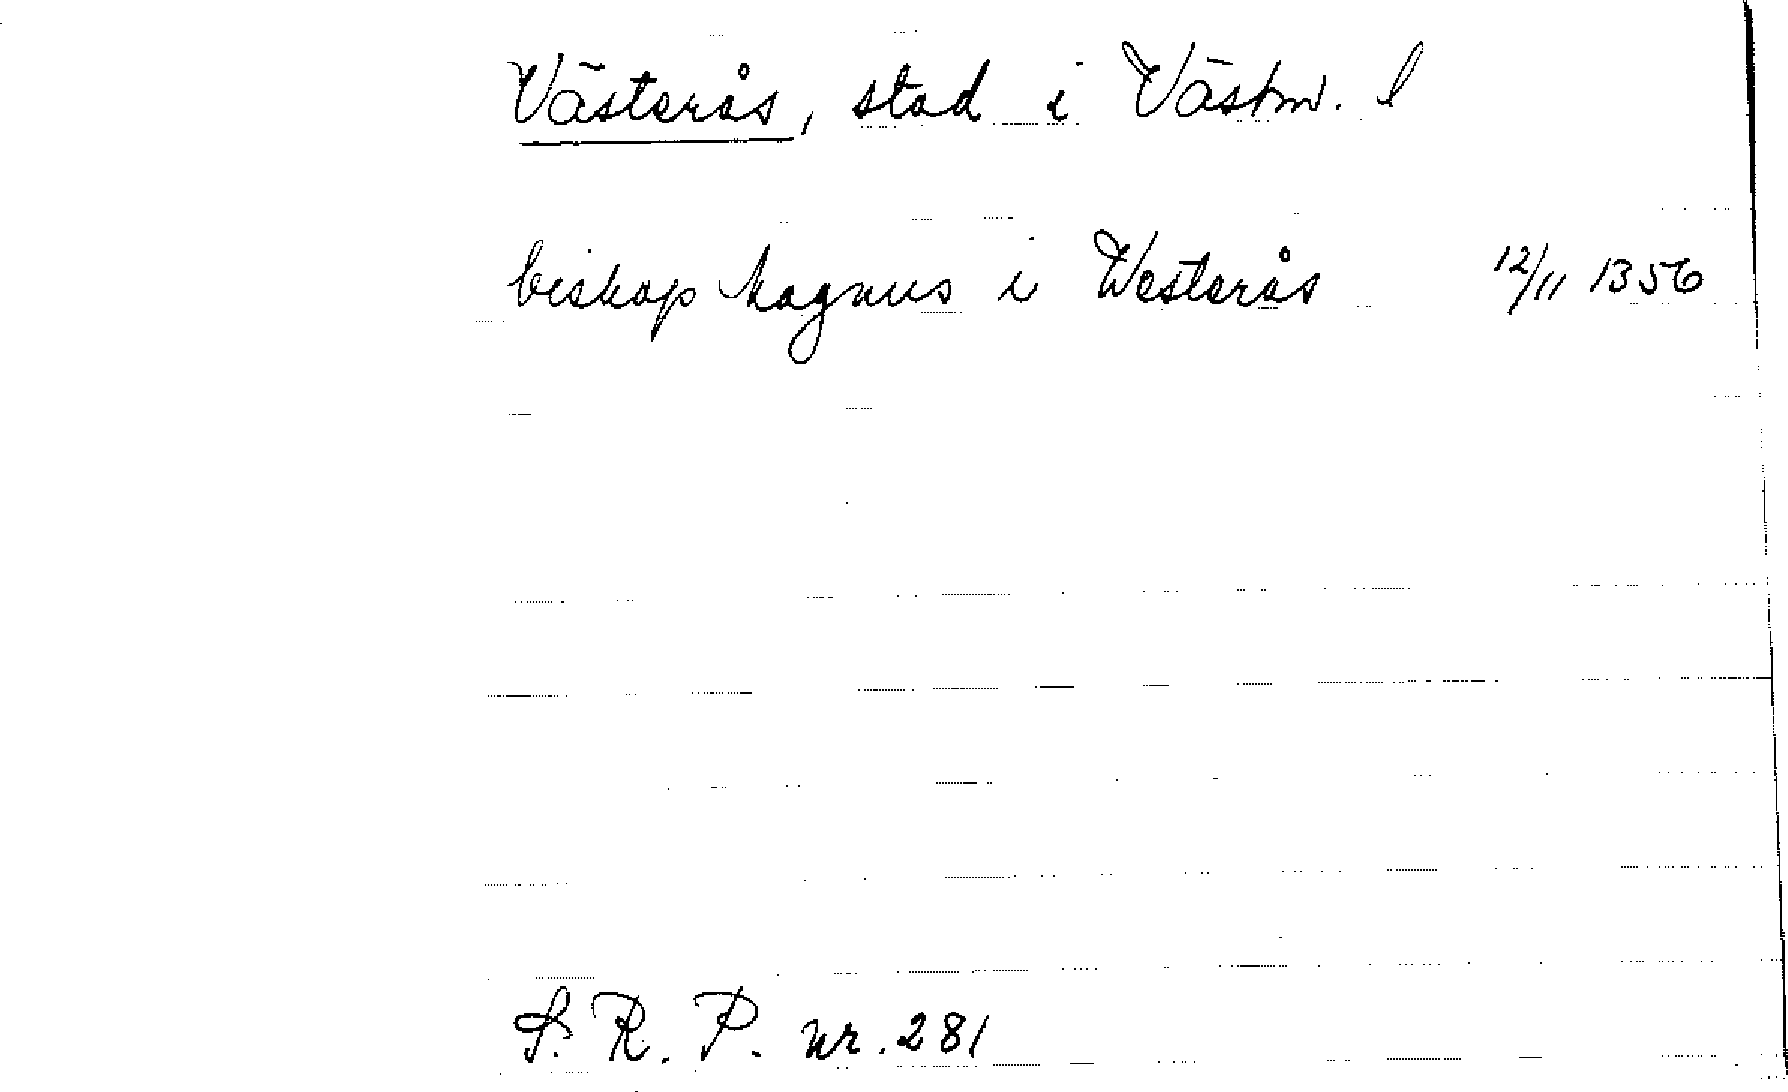 Västerås, stad i Västm. l
biskop Magnus i Westerås 12/11 1356
S. R. P. nr. 281